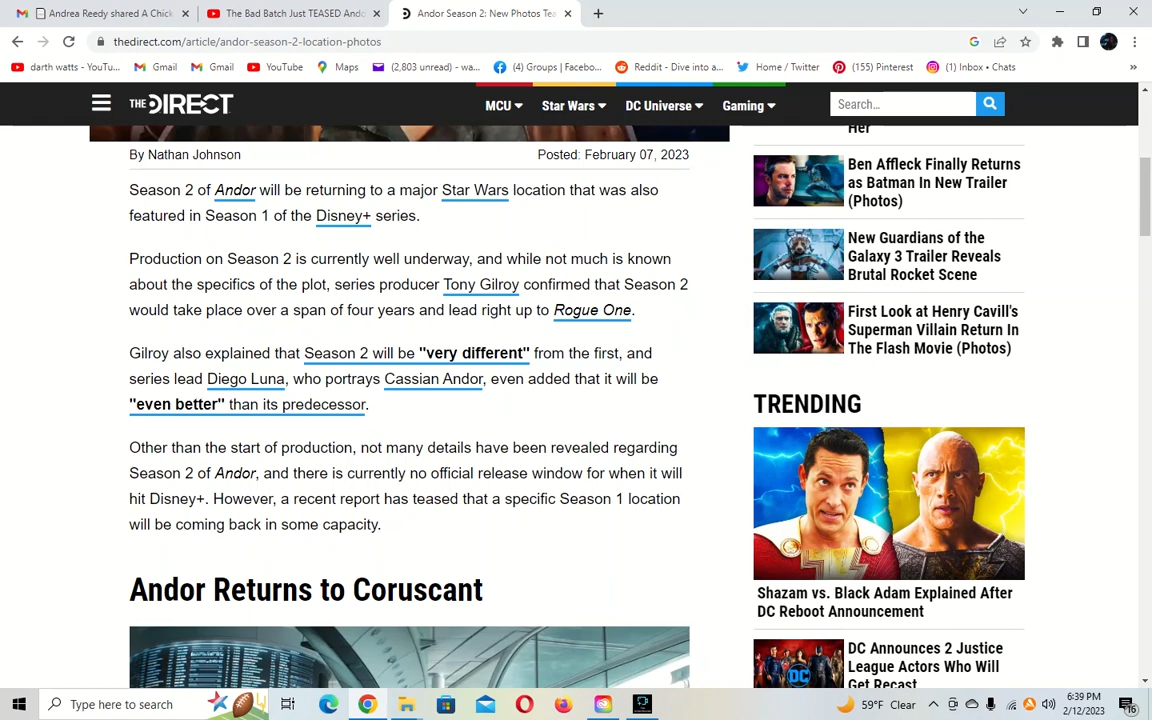 Andrea Reedy shared A Chick
The Bad Batch Just TEASED Ando
Andor Season 2: New Photos Tea
thedirect.com/article/andor-season-2-location-photos
darth watts - YouTu...
Gmail
Gmail
YouTube
Maps
(2,803 unread) - wa...
(4) Groups | Facebo...
Reddit - Dive into a...
Home / Twitter
(155) Pinterest
(1) Inbox • Chats
»
THE DIRECT
MCU
Star Wars
DC Universe
Gaming
Search...
By Nathan Johnson
Posted: February 07, 2023
Season 2 of Andor will be returning to a major Star Wars location that was also
featured in Season 1 of the Disney+ series.
Production on Season 2 is currently well underway, and while not much is known
about the specifics of the plot, series producer Tony Gilroy confirmed that Season 2
would take place over a span of four years and lead right up to Rogue One.
Gilroy also explained that Season 2 will be "very different" from the first, and
series lead Diego Luna, who portrays Cassian Andor, even added that it will be
"even better" than its predecessor.
Other than the start of production, not many details have been revealed regarding
Season 2 of Andor, and there is currently no official release window for when it will
hit Disney+. However, a recent report has teased that a specific Season 1 location
will be coming back in some capacity.
Andor Returns to Coruscant
Her
Ben Affleck Finally Returns
as Batman In New Trailer
(Photos)
New Guardians of the
Galaxy 3 Trailer Reveals
Brutal Rocket Scene
First Look at Henry Cavill's
Superman Villain Return In
The Flash Movie (Photos)
TRENDING
Shazam vs. Black Adam Explained After
DC Reboot Announcement
DC
DC Announces 2 Justice
League Actors Who Will
Get Recast
Type here to search
59°F Clear
6:39 PM
2/12/2023
16